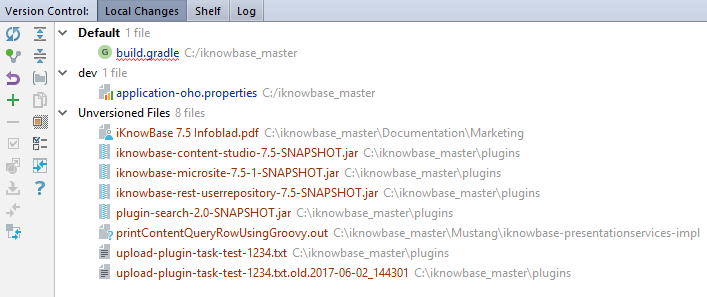 Version Control: Local Changes Shelf Log
Default 1 file
build.gradle C:/iknowbase_master
dev 1 file
application-oho.properties C:/iknowbase_master
Unversioned Files 8 files
iKnowBase 7.5 Infoblad.pdf C:\iknowbase_master\Documentation\Marketing
iknowbase-content-studio-7.5-SNAPSHOT.jar C:\iknowbase_master\plugins
iknowbase-microsite-7.5-1-SNAPSHOT.jar C:\iknowbase_master\plugins
iknowbase-rest-userrepository-7.5-SNAPSHOT.jar C:\iknowbase_master\plugins
plugin-search-2.0-SNAPSHOT.jar C:\iknowbase_master\plugins
printContentQueryRowUsingGroovy.out C:\iknowbase_master\Mustang\iknowbase-presentationservices-impl
upload-plugin-task-test-1234.txt C:\iknowbase_master\plugins
upload-plugin-task-test-1234.txt.old.2017-06-02_144301 C:\iknowbase_master\plugins